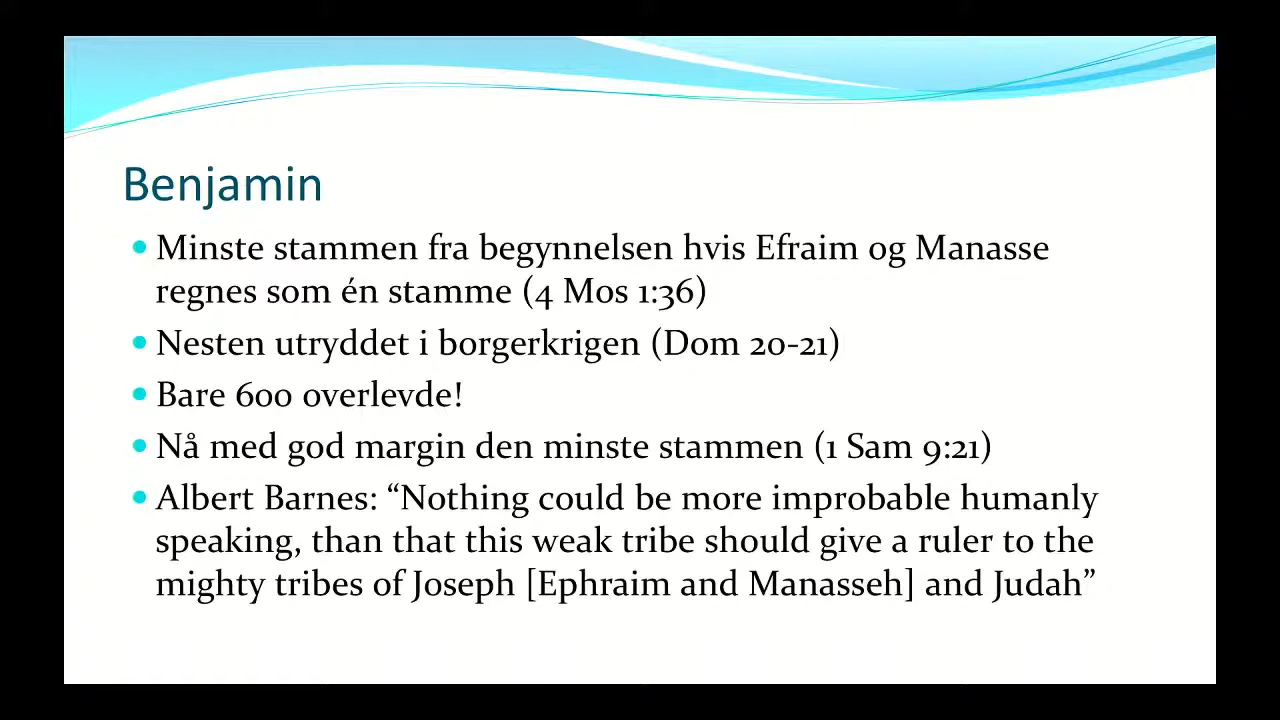 Benjamin
Minste stammen fra begynnelsen hvis Efraim og Manasse
regnes som én stamme (4 Mos 1:36)
Nesten utryddet i borgerkrigen (Dom 20-21)
Bare 600 overlevde!
Nå med god margin den minste stammen (1 Sam 9:21)
Albert Barnes: “Nothing could be more improbable humanly
speaking, than that this weak tribe should give a ruler to the
mighty tribes of Joseph [Ephraim and Manasseh] and Judah”